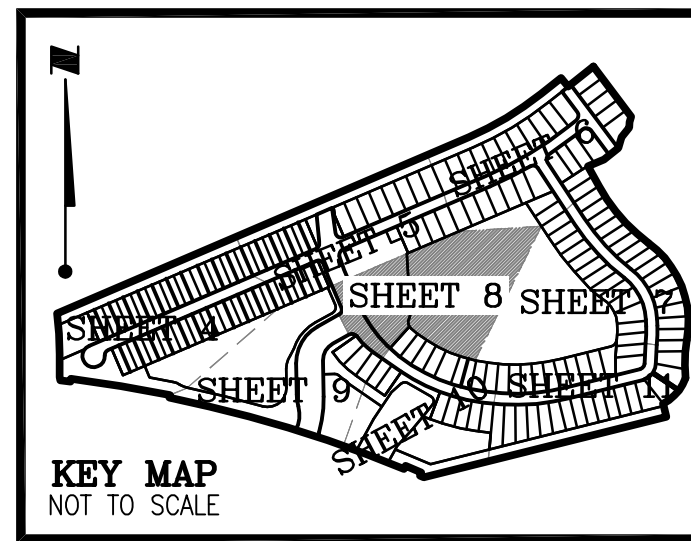 N
SHEET 6
SHEET 5
SHEET 8
SHEET 7
SHEET 4
SHEET 9
SHEET 10
SHEET 11
KEY MAP
NOT TO SCALE